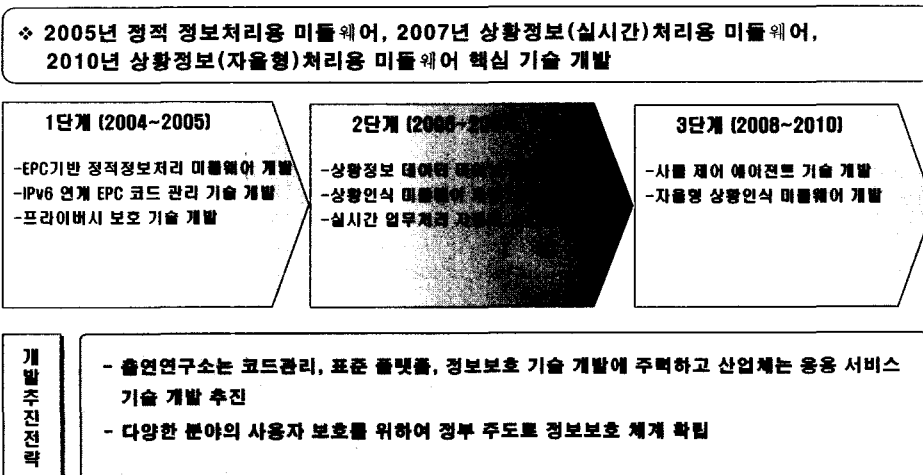 ❖ 2005년 정적 정보처리용 미들웨어, 2007년 상황정보(실시간)처리용 미들웨어,
2010년 상황정보(자율형)처리용 미들웨어 핵심 기술 개발
1단계 (2004~2005)
-EPC기반 정적정보처리 미들웨어 개발
-IPv6 연계 EPC 코드 관리 기술 개발
-프라이버시 보호 기술 개발
2단계
-상황정보 데이터
-상황인식 미들웨어
-실시간 업무처리
3단계 (2008~2010)
-사물 제어 에이전트 기술 개발
-자율형 상황인식 미들웨어 개발
개발추진전략
- 출연연구소는 코드관리, 표준 플랫폼, 정보보호 기술 개발에 주력하고 산업체는 응용 서비스
기술 개발 추진
- 다양한 분야의 사용자 보호를 위하여 정부 주도로 정보보호 체계 확립